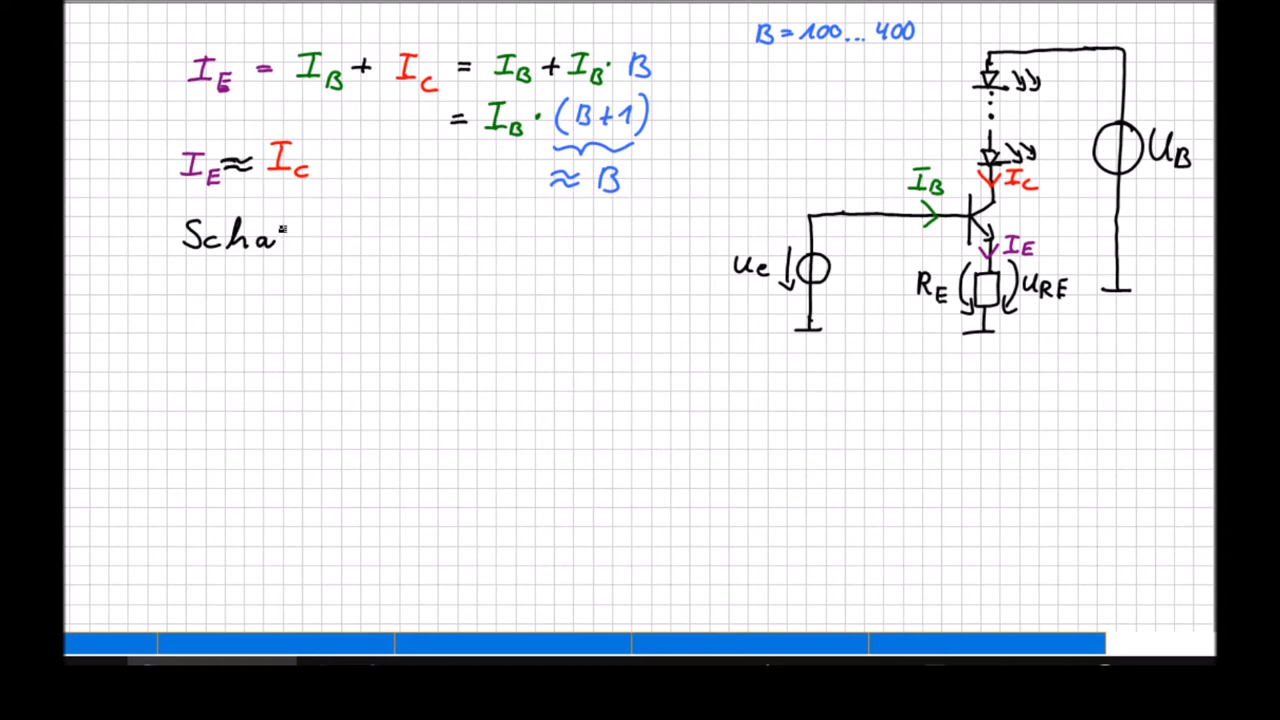 B = 100 ... 400
I_E = I_B + I_C = I_B + I_B · B
= I_B · (B+1)
≈ B
I_E ≈ I_C
Scha
U_B
I_B
I_C
I_E
u_e
R_E
u_RE